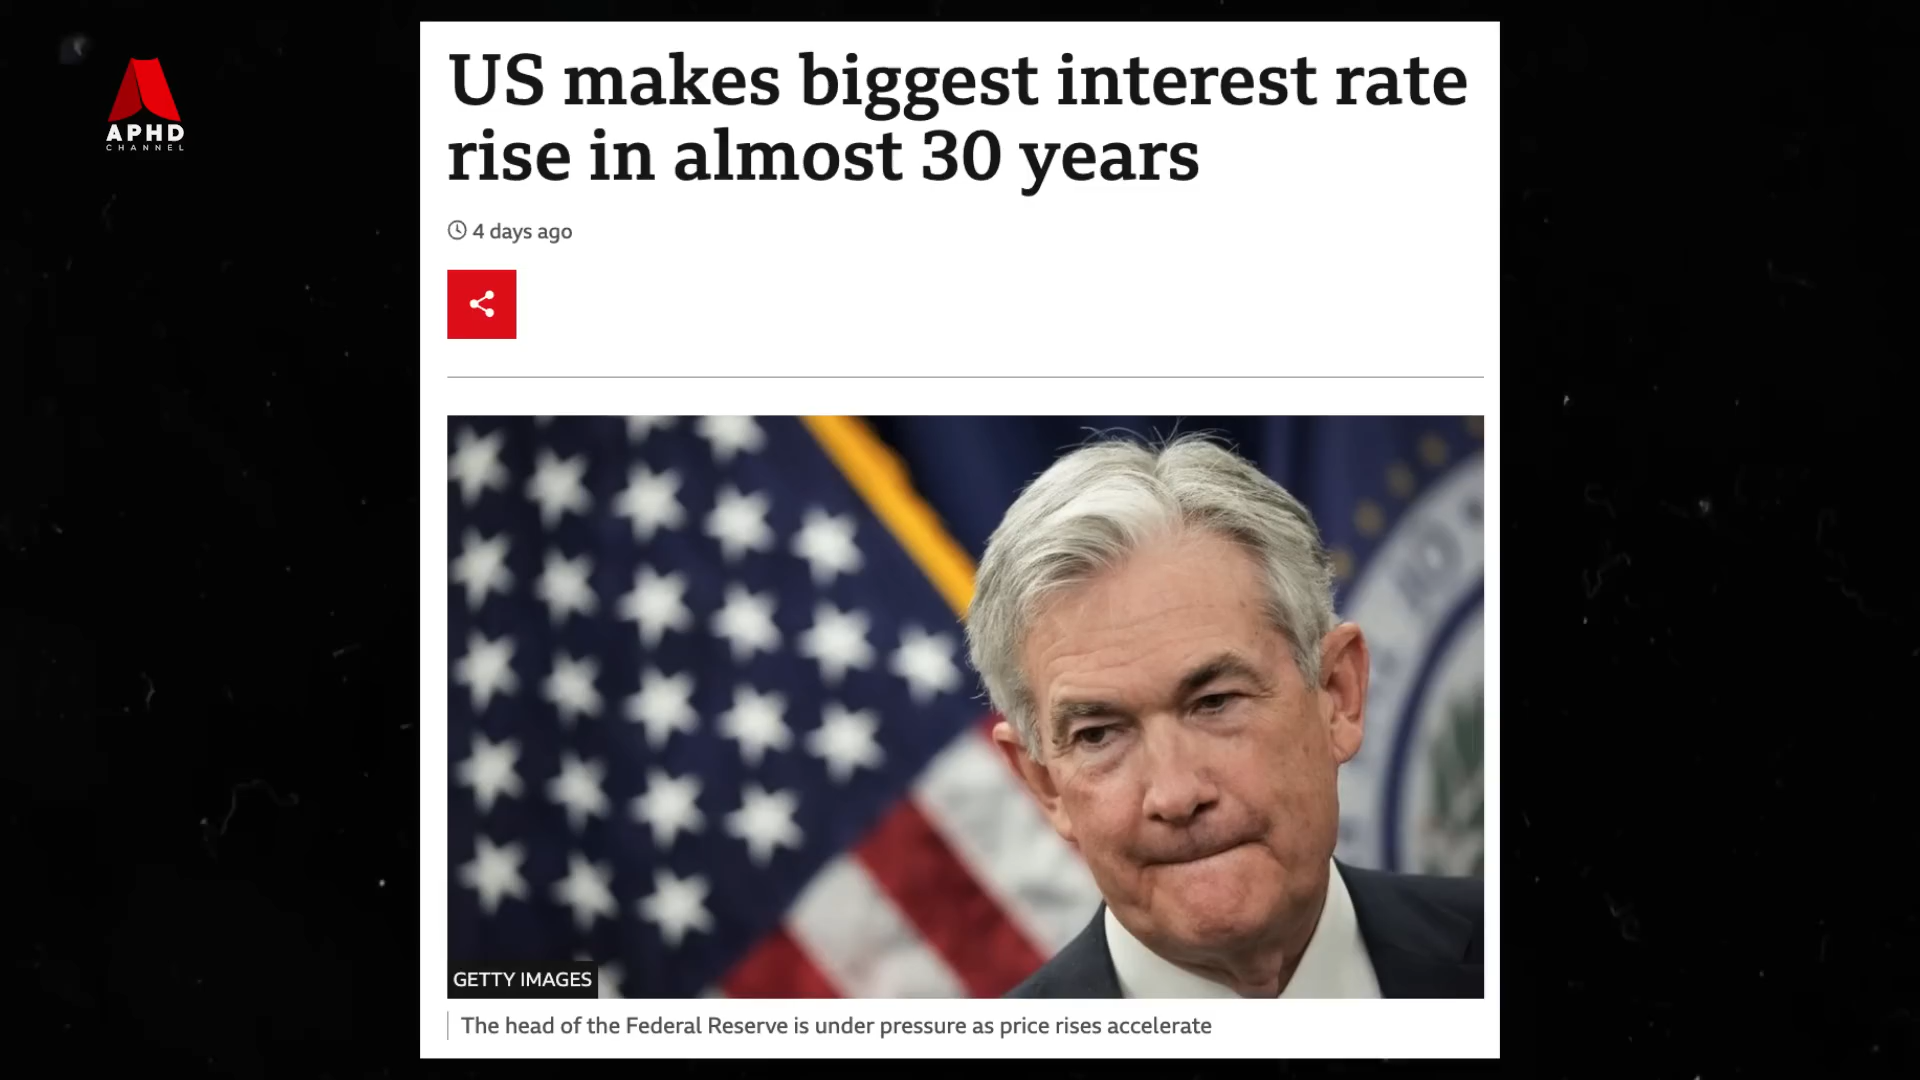 APHD
CHANNEL
US makes biggest interest rate
rise in almost 30 years
4 days ago
GETTY IMAGES
The head of the Federal Reserve is under pressure as price rises accelerate